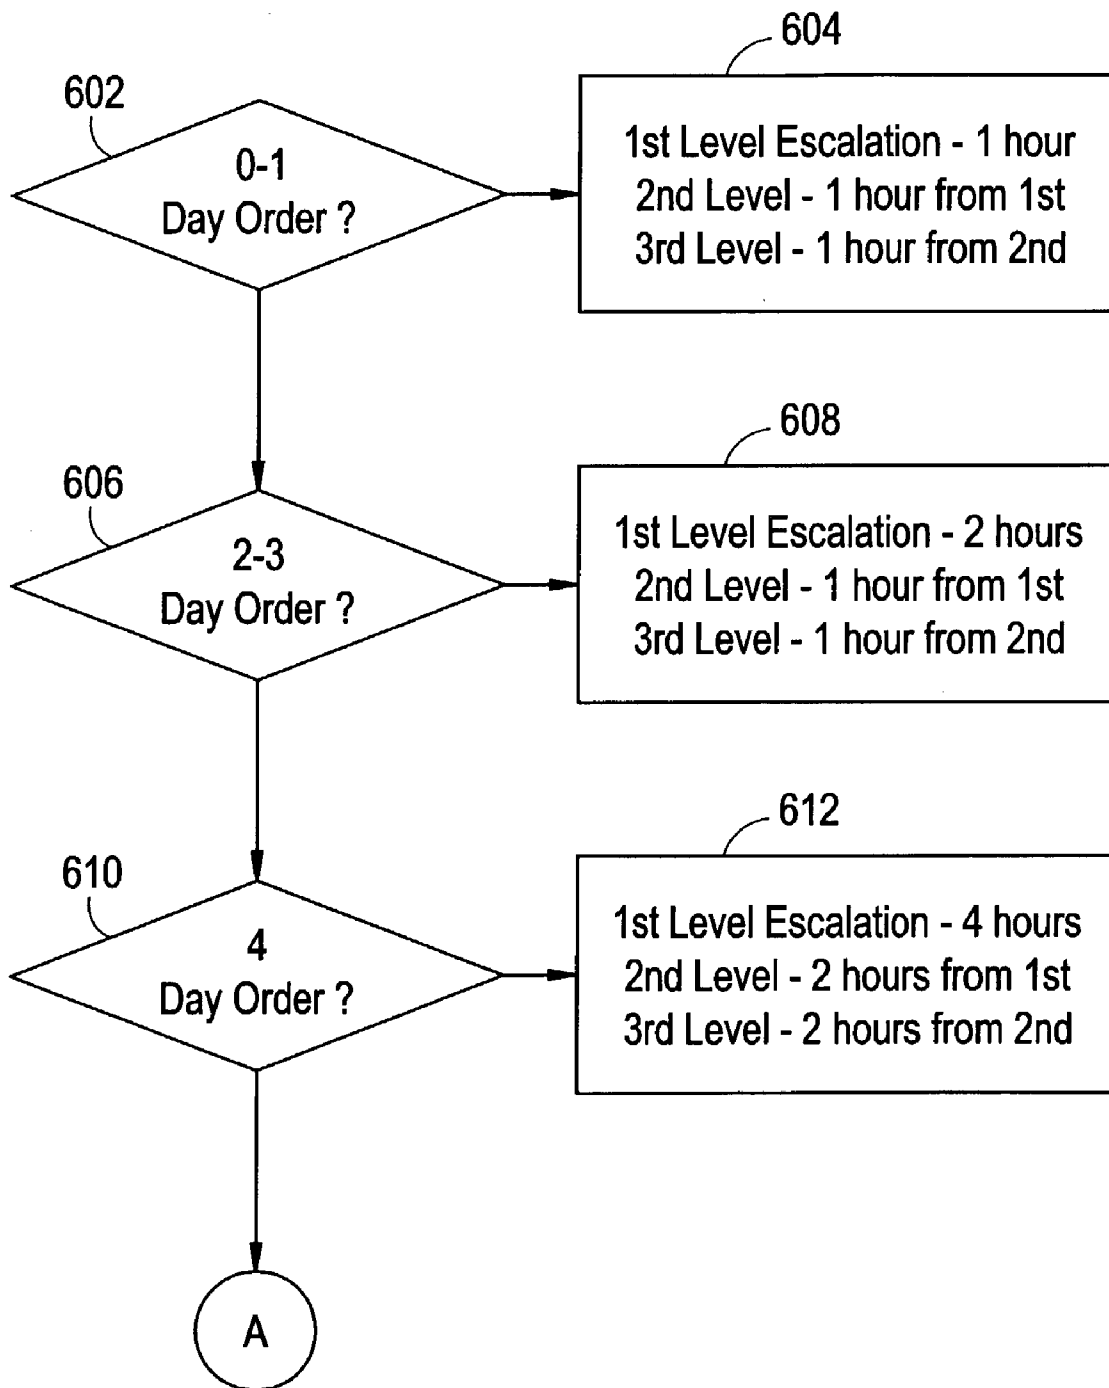 604
602
0-1
Day Order ?
1st Level Escalation - 1 hour
2nd Level - 1 hour from 1st
3rd Level - 1 hour from 2nd
608
606
2-3
Day Order ?
1st Level Escalation - 2 hours
2nd Level - 1 hour from 1st
3rd Level - 1 hour from 2nd
612
610
4
Day Order ?
1st Level Escalation - 4 hours
2nd Level - 2 hours from 1st
3rd Level - 2 hours from 2nd
A